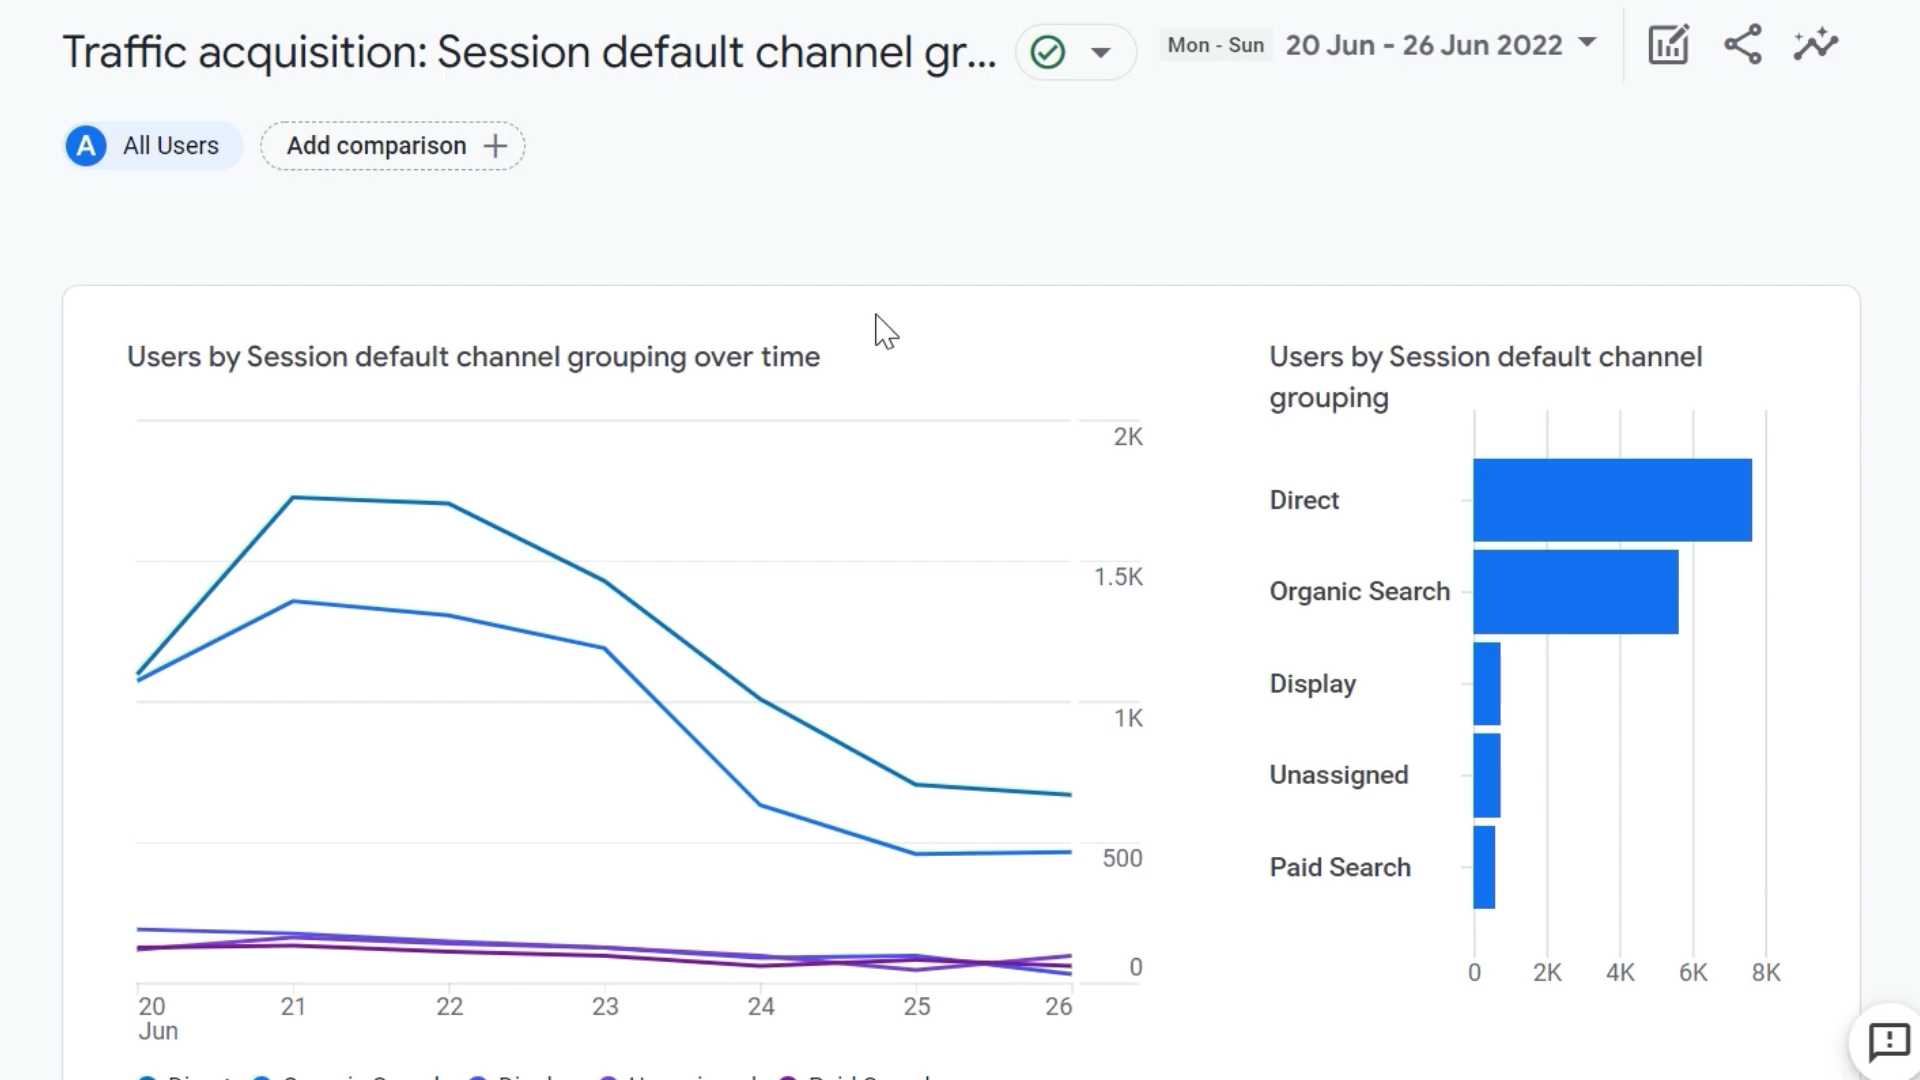 Traffic acquisition: Session default channel gr...
Mon - Sun
20 Jun - 26 Jun 2022
A
All Users
Add comparison
Users by Session default channel grouping over time
2K
1.5K
1K
500
0
20
21
22
23
24
25
26
Jun
Users by Session default channel
grouping
Direct
Organic Search
Display
Unassigned
Paid Search
0
2K
4K
6K
8K